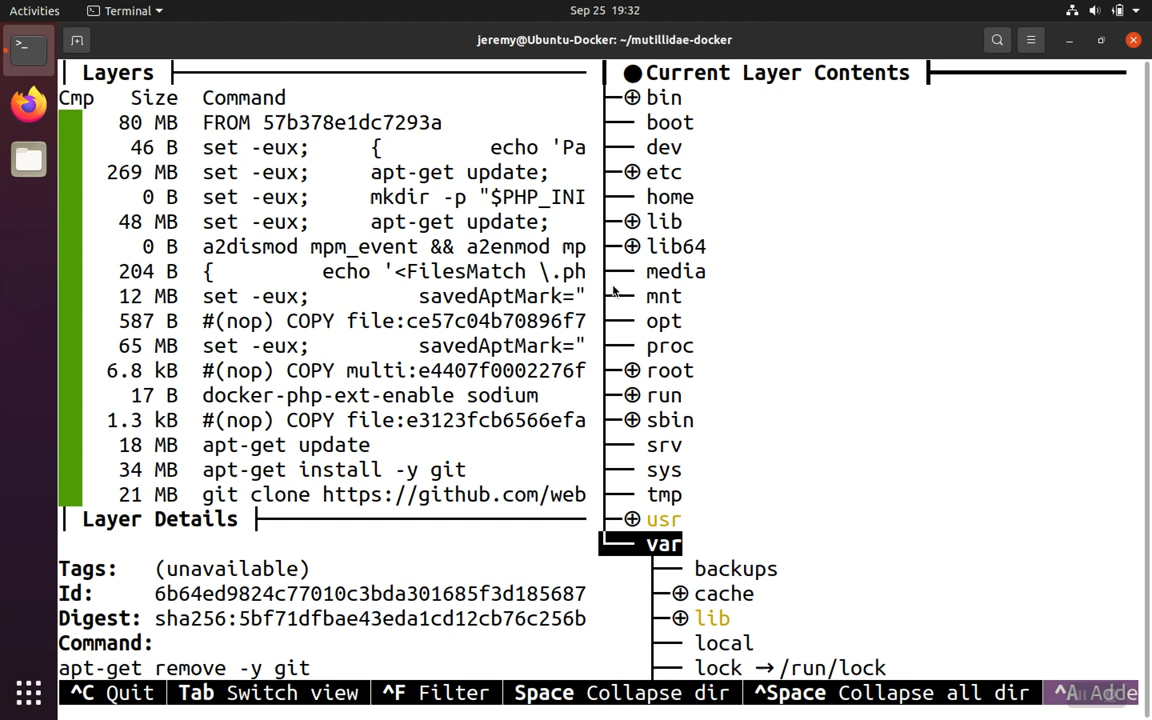 Activities Terminal Sep 25 19:32
jeremy@Ubuntu-Docker: ~/mutillidae-docker
Layers
Cmp Size Command
80 MB FROM 57b378e1dc7293a
46 B set -eux; { echo 'Pa
269 MB set -eux; apt-get update;
0 B set -eux; mkdir -p "$PHP_INI
48 MB set -eux; apt-get update;
0 B a2dismod mpm_event && a2enmod mp
204 B { echo '<FilesMatch \.ph
12 MB set -eux; savedAptMark="
587 B #(nop) COPY file:ce57c04b70896f7
65 MB set -eux; savedAptMark="
6.8 kB #(nop) COPY multi:e4407f0002276f
17 B docker-php-ext-enable sodium
1.3 kB #(nop) COPY file:e3123fcb6566efa
18 MB apt-get update
34 MB apt-get install -y git
21 MB git clone https://github.com/web
Layer Details
Tags: (unavailable)
Id: 6b64ed9824c77010c3bda301685f3d185687
Digest: sha256:5bf71dfbae43eda1cd12cb76c256b
Command:
apt-get remove -y git
Current Layer Contents
bin
boot
dev
etc
home
lib
lib64
media
mnt
opt
proc
root
run
sbin
srv
sys
tmp
usr
var
backups
cache
lib
local
lock → /run/lock
^C Quit Tab Switch view ^F Filter Space Collapse dir ^Space Collapse all dir ^A Adde